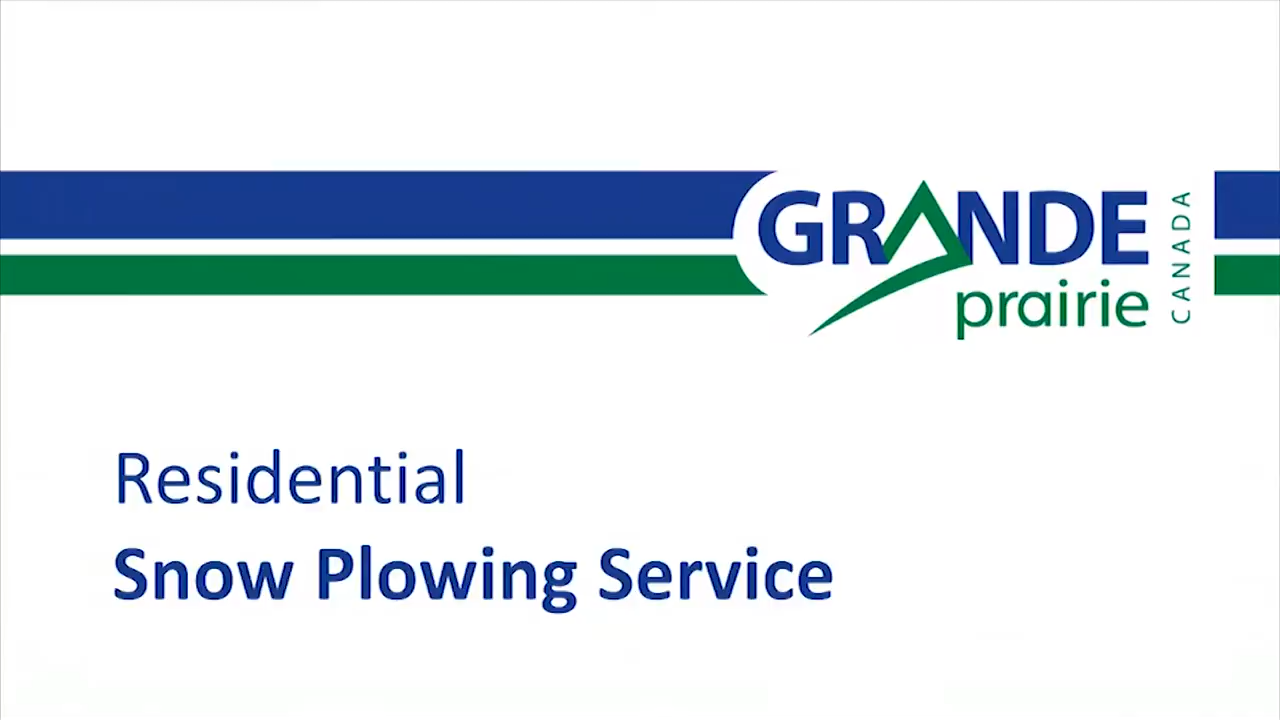 GRANDE
prairie
CANADA
Residential
Snow Plowing Service